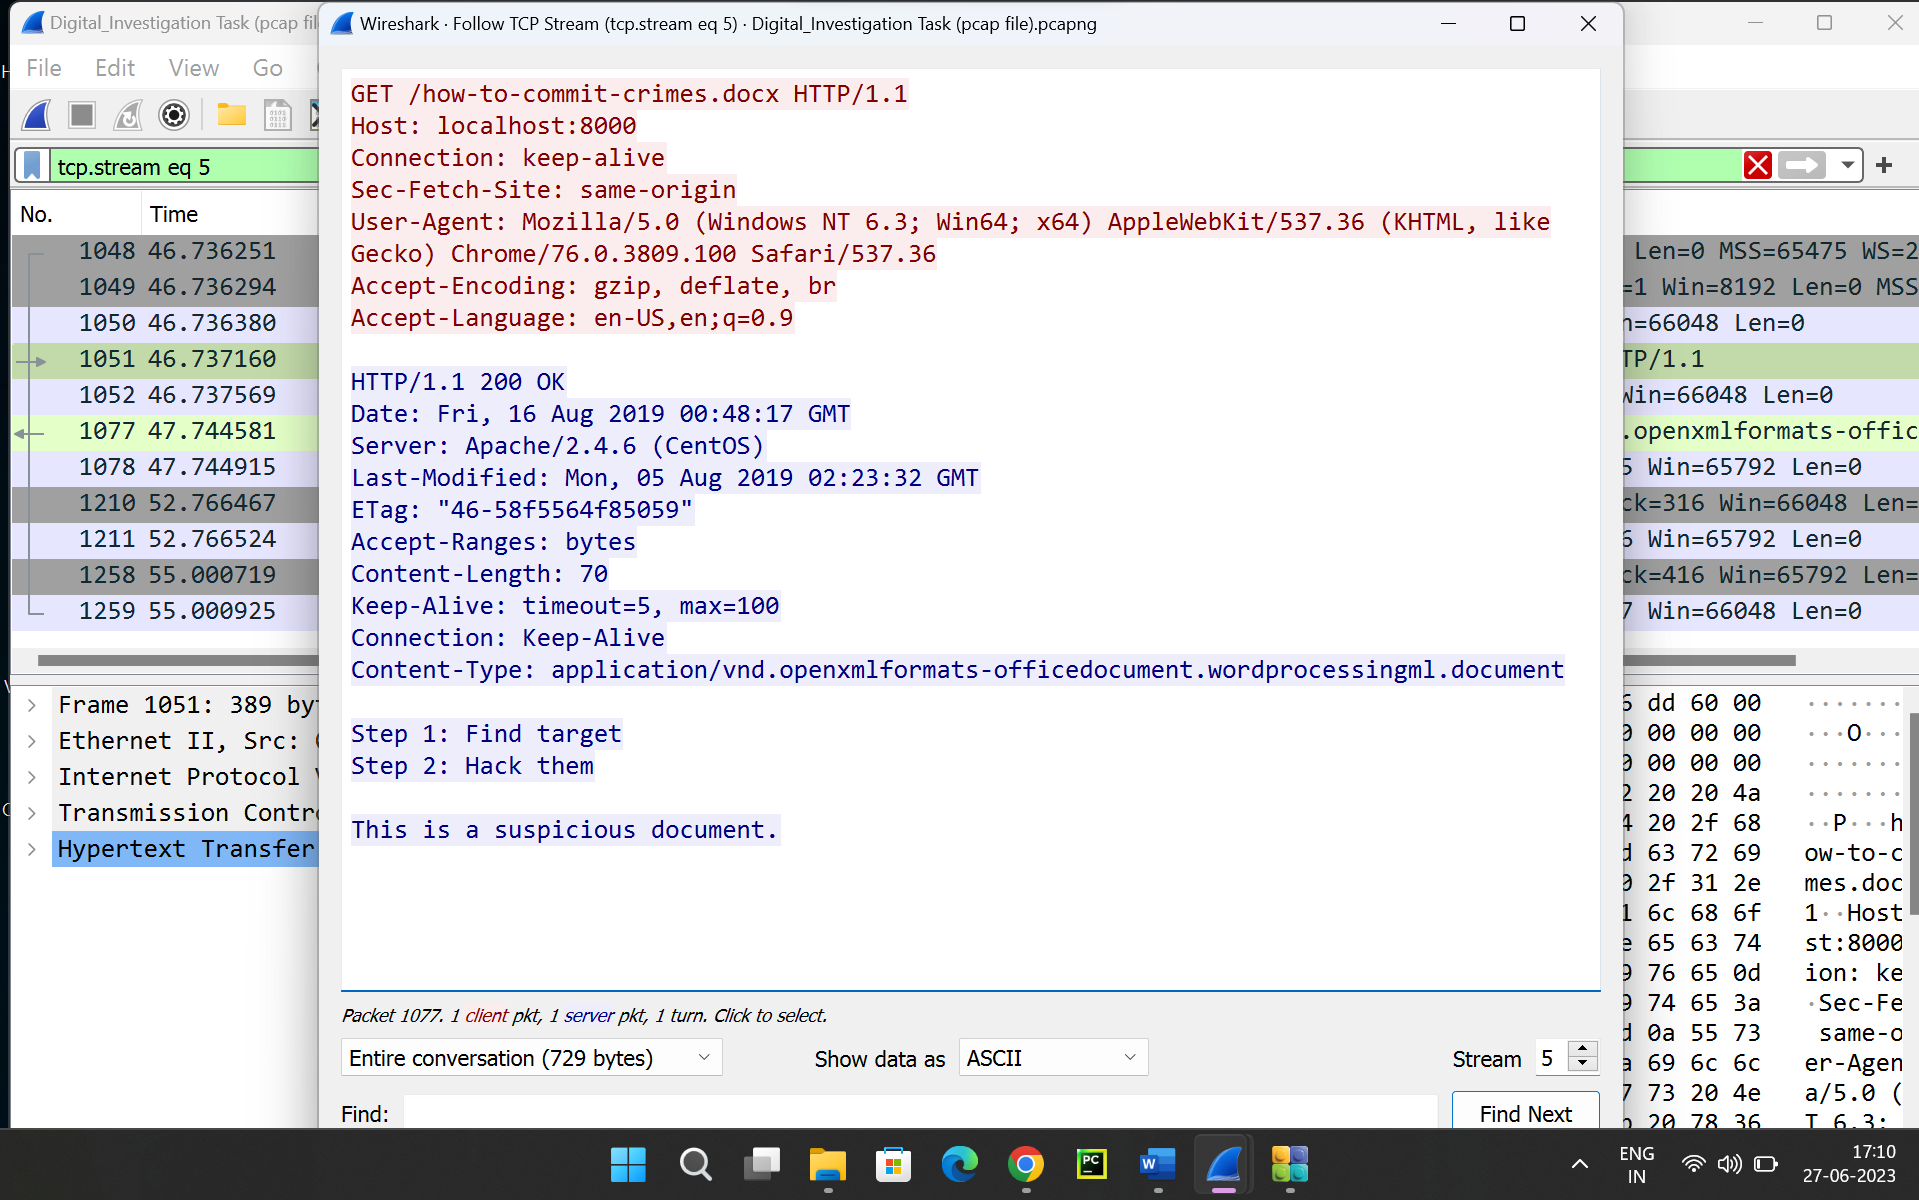 Digital_Investigation Task (pcap fil
Wireshark · Follow TCP Stream (tcp.stream eq 5) · Digital_Investigation Task (pcap file).pcapng
File Edit View Go
tcp.stream eq 5
No. Time
1048 46.736251
1049 46.736294
1050 46.736380
1051 46.737160
1052 46.737569
1077 47.744581
1078 47.744915
1210 52.766467
1211 52.766524
1258 55.000719
1259 55.000925
Frame 1051: 389 byt
Ethernet II, Src:
Internet Protocol V
Transmission Contro
Hypertext Transfer
GET /how-to-commit-crimes.docx HTTP/1.1
Host: localhost:8000
Connection: keep-alive
Sec-Fetch-Site: same-origin
User-Agent: Mozilla/5.0 (Windows NT 6.3; Win64; x64) AppleWebKit/537.36 (KHTML, like
Gecko) Chrome/76.0.3809.100 Safari/537.36
Accept-Encoding: gzip, deflate, br
Accept-Language: en-US,en;q=0.9
HTTP/1.1 200 OK
Date: Fri, 16 Aug 2019 00:48:17 GMT
Server: Apache/2.4.6 (CentOS)
Last-Modified: Mon, 05 Aug 2019 02:23:32 GMT
ETag: "46-58f5564f85059"
Accept-Ranges: bytes
Content-Length: 70
Keep-Alive: timeout=5, max=100
Connection: Keep-Alive
Content-Type: application/vnd.openxmlformats-officedocument.wordprocessingml.document
Step 1: Find target
Step 2: Hack them
This is a suspicious document.
Packet 1077. 1 client pkt, 1 server pkt, 1 turn. Click to select.
Entire conversation (729 bytes) Show data as ASCII Stream 5
Find: Find Next
Len=0 MSS=65475 WS=2
=1 Win=8192 Len=0 MSS
n=66048 Len=0
TP/1.1
Win=66048 Len=0
.openxmlformats-offic
5 Win=65792 Len=0
ck=316 Win=66048 Len=
6 Win=65792 Len=0
ck=416 Win=65792 Len=
7 Win=66048 Len=0
dd 60 00 ·······
00 00 00 ···O···
00 00 00 ·······
20 20 4a ·······
20 2f 68 ··P···h
63 72 69 ow-to-c
2f 31 2e mes.doc
6c 68 6f 1··Host
65 63 74 st:8000
76 65 0d ion: ke
74 65 3a ·Sec-Fe
0a 55 73 same-o
69 6c 6c er-Agen
73 20 4e a/5.0 (
20 78 36 T 6.3;
PC
W
ENG
IN
17:10
27-06-2023